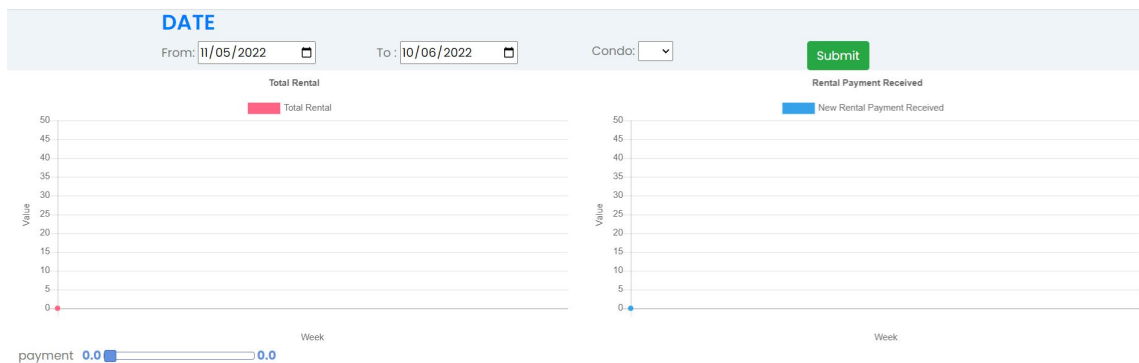 DATE
From: 11/05/2022 To : 10/06/2022 Condo: Submit
Total Rental
Total Rental
50
45
40
35
30
25
20
15
10
5
0
Value
Week
Rental Payment Received
New Rental Payment Received
50
45
40
35
30
25
20
15
10
5
0
Value
Week
payment 0.0 0.0